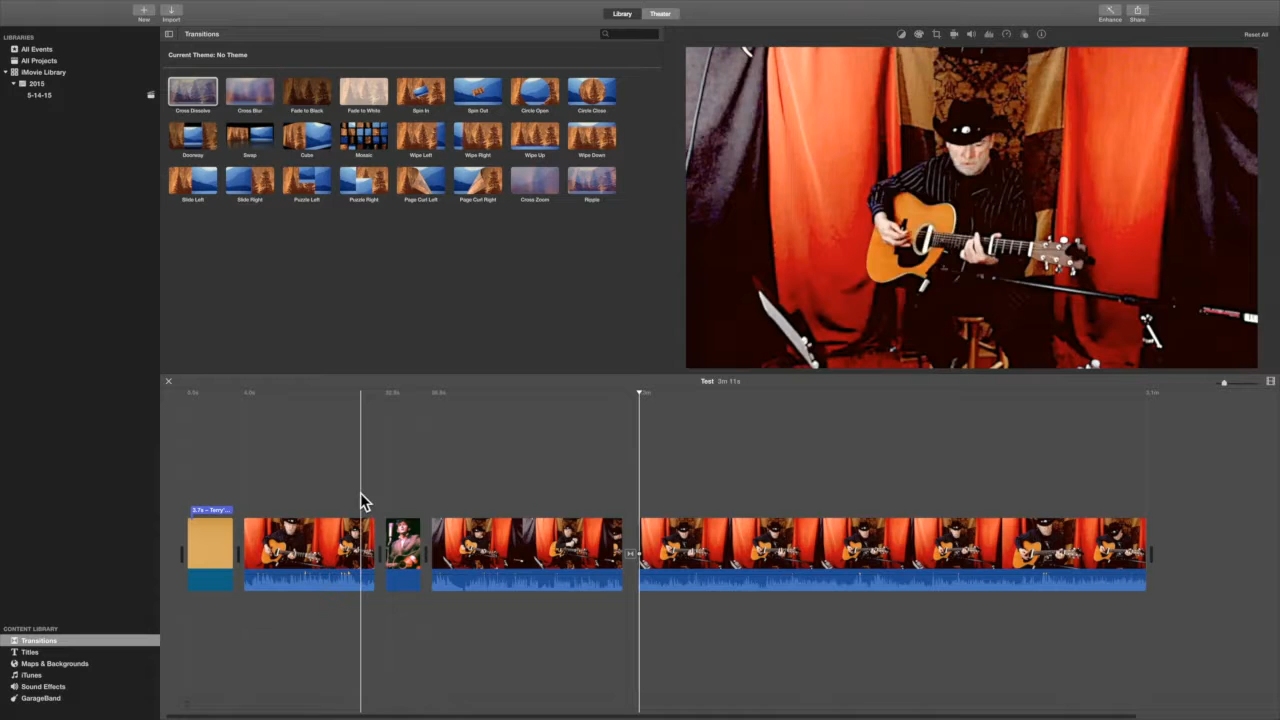 New
Import
Library
Theater
Enhance
Share
LIBRARIES
All Events
All Projects
iMovie Library
2015
5-14-15
Transitions
Reset All
Current Theme: No Theme
Cross Dissolve
Cross Blur
Fade to Black
Fade to White
Spin In
Spin Out
Circle Open
Circle Close
Doorway
Swap
Cube
Mosaic
Wipe Left
Wipe Right
Wipe Up
Wipe Down
Slide Left
Slide Right
Puzzle Left
Puzzle Right
Page Curl Left
Page Curl Right
Cross Zoom
Ripple
Test 3m 11s
2.7s – Terry'...
CONTENT LIBRARY
Transitions
Titles
Maps & Backgrounds
iTunes
Sound Effects
GarageBand